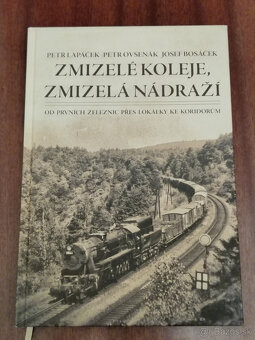 PETR LAPÁČEK PETR OVSENÁK JOSEF BOSÁČEK
ZMIZELÉ KOLEJE,
ZMIZELÁ NÁDRAŽÍ
OD PRVNÍCH ŽELEZNIC PŘES LOKÁLKY KE KORIDORŮM